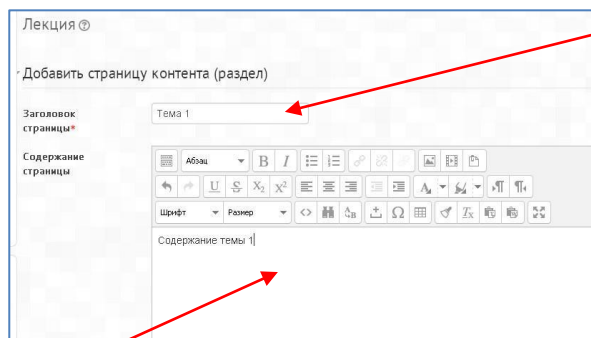 Лекция
Добавить страницу контента (раздел)
Заголовок
страницы*
Тема 1
Содержание
страницы
Абзац
Шрифт
Размер
Содержание темы 1